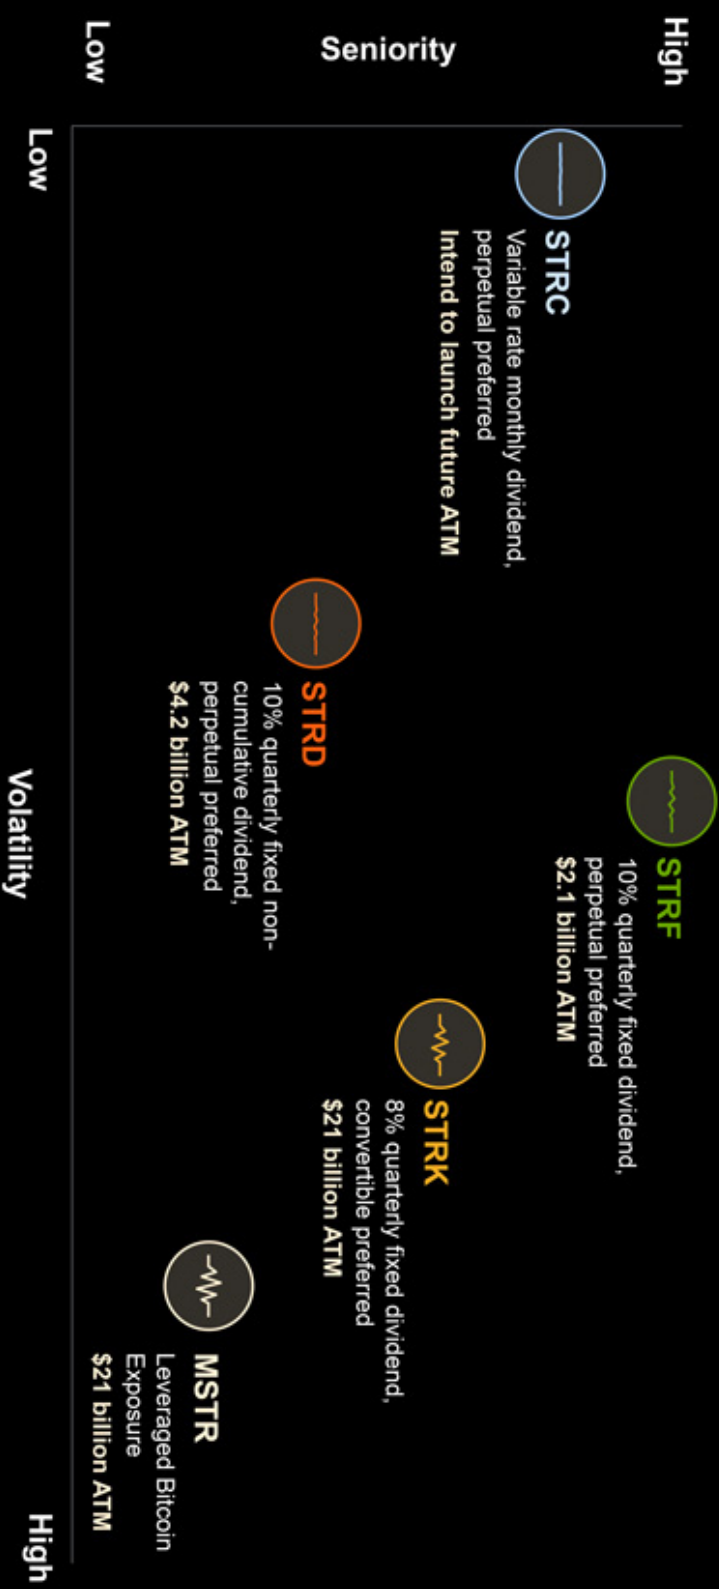 High
Seniority
Low
STRF
10% quarterly fixed dividend,
perpetual preferred
$2.1 billion ATM
STRC
Variable rate monthly dividend,
perpetual preferred
Intend to launch future ATM
STRK
8% quarterly fixed dividend,
convertible preferred
$21 billion ATM
STRD
10% quarterly fixed non-
cumulative dividend,
perpetual preferred
$4.2 billion ATM
MSTR
Leveraged Bitcoin
Exposure
$21 billion ATM
Low
Volatility
High